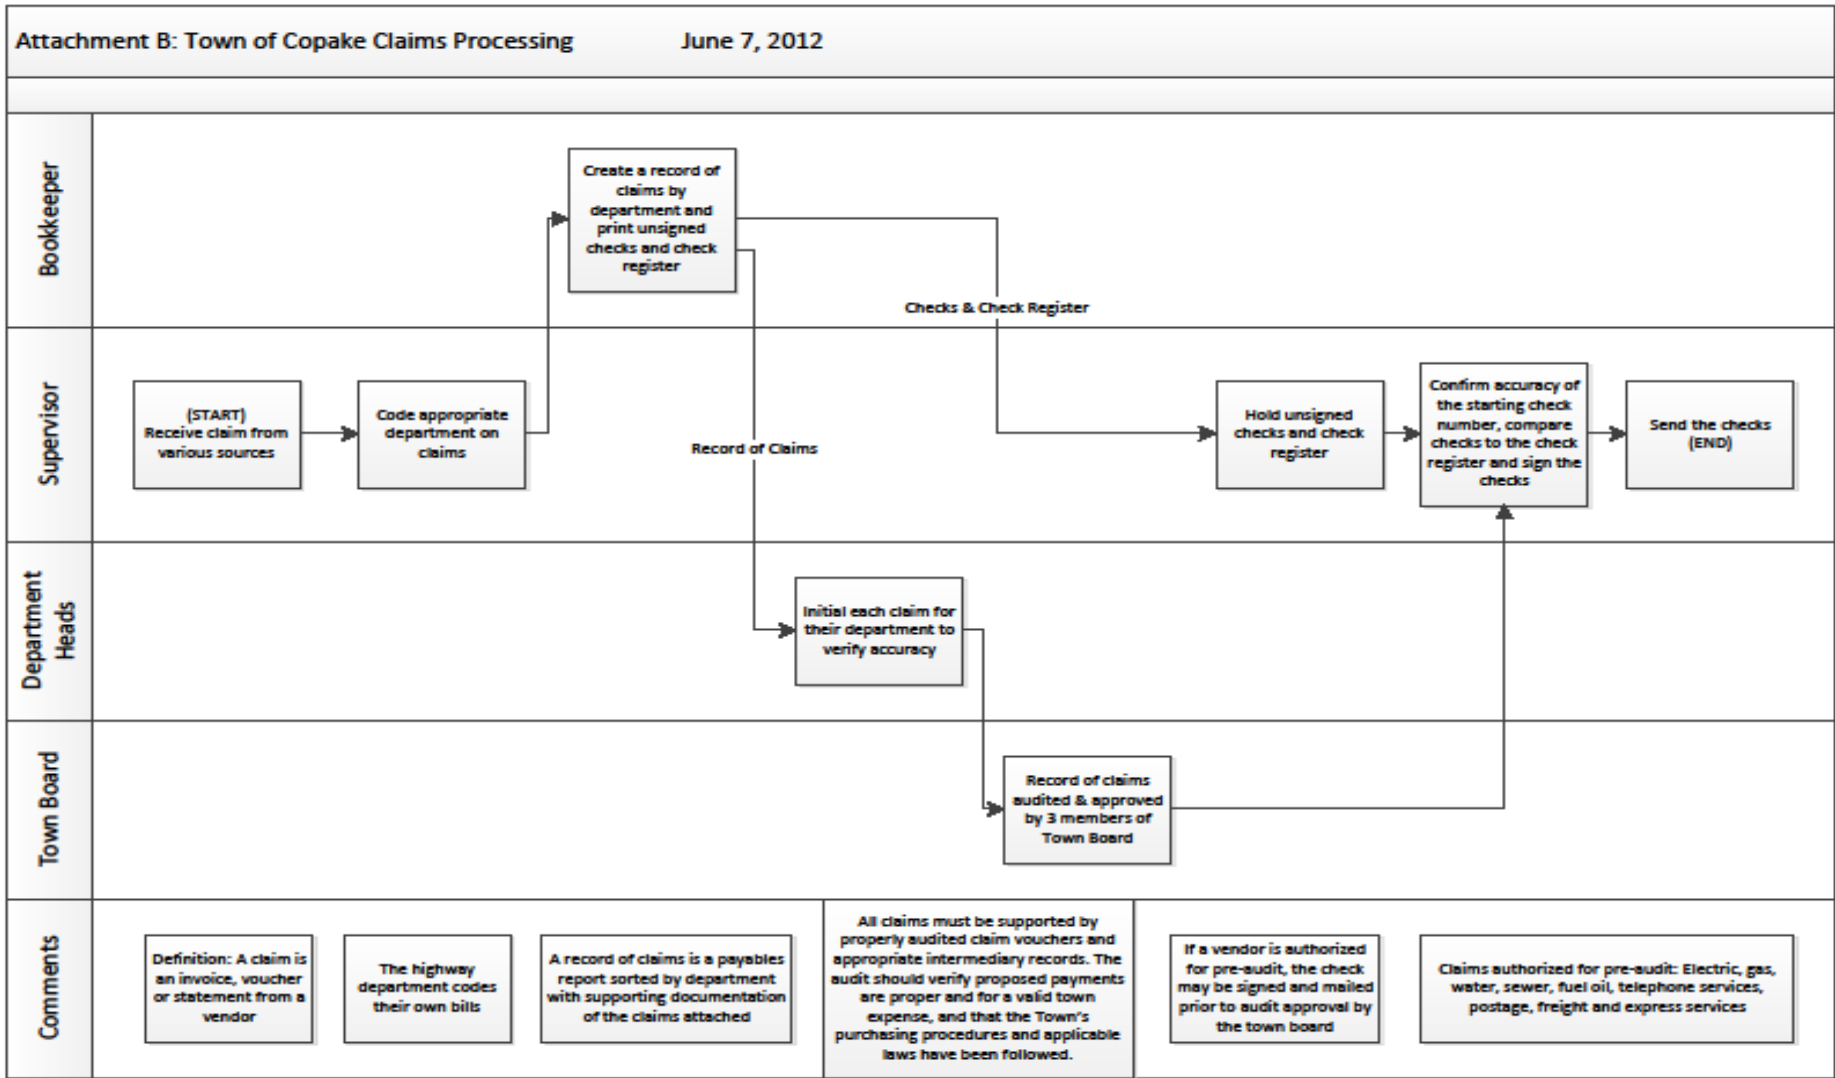 Attachment B: Town of Copake Claims Processing June 7, 2012
Bookkeeper
Create a record of
claims by
department and
print unsigned
checks and check
register
Checks & Check Register
Supervisor
(START)
Receive claim from
various sources
Code appropriate
department on
claims
Record of Claims
Hold unsigned
checks and check
register
Confirm accuracy of
the starting check
number, compare
checks to the check
register and sign the
checks
Send the checks
(END)
Department
Heads
Initial each claim for
their department to
verify accuracy
Town Board
Record of claims
audited & approved
by 3 members of
Town Board
Comments
Definition: A claim is
an invoice, voucher
or statement from a
vendor
The highway
department codes
their own bills
A record of claims is a payables
report sorted by department
with supporting documentation
of the claims attached
All claims must be supported by
properly audited claim vouchers and
appropriate intermediary records. The
audit should verify proposed payments
are proper and for a valid town
expense, and that the Town's
purchasing procedures and applicable
laws have been followed.
If a vendor is authorized
for pre-audit, the check
may be signed and mailed
prior to audit approval by
the town board
Claims authorized for pre-audit: Electric, gas,
water, sewer, fuel oil, telephone services,
postage, freight and express services